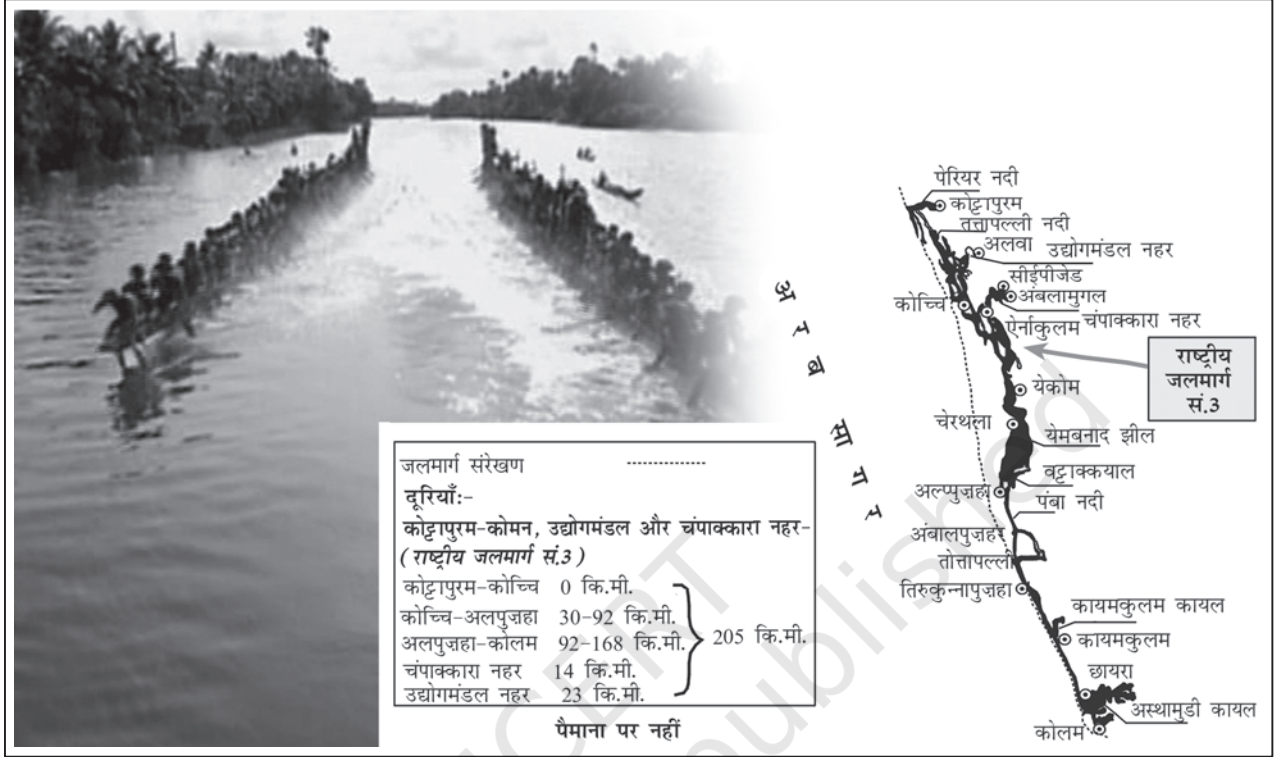 पेरियर नदी
कोट्टापुरम
तत्तापल्ली नदी
अलवा
उद्योगमंडल नहर
सीईपीजेड
अंबलामुगल
कोच्चि
ऐर्नाकुलम
चंपाक्कारा नहर
राष्ट्रीय
जलमार्ग
सं.3
अरब सागर
येकोम
चेरथला
येमबनाद झील
वट्टाक्कयाल
अल्प्पुज़हा
पंबा नदी
अंबालपुज़हर
तोत्तापल्ली
तिरुकुन्नापुज़हा
कायमकुलम कायल
कायमकुलम
छायरा
अस्थामुडी कायल
कोलम
जलमार्ग संरेखण ---------------
दूरियाँ:-
कोट्टापुरम-कोमन, उद्योगमंडल और चंपाक्कारा नहर-
(राष्ट्रीय जलमार्ग सं.3)
कोट्टापुरम-कोच्चि 0 कि.मी.
कोच्चि-अलपुज़हा 30-92 कि.मी.
अलपुज़हा-कोलम 92-168 कि.मी.
205 कि.मी.
चंपाक्कारा नहर 14 कि.मी.
उद्योगमंडल नहर 23 कि.मी.
पैमाना पर नहीं